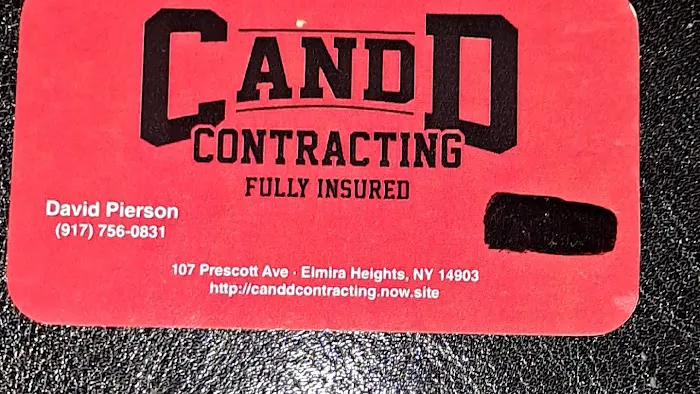 C AND D
CONTRACTING
FULLY INSURED
David Pierson
(917) 756-0831
107 Prescott Ave · Elmira Heights, NY 14903
http://canddcontracting.now.site